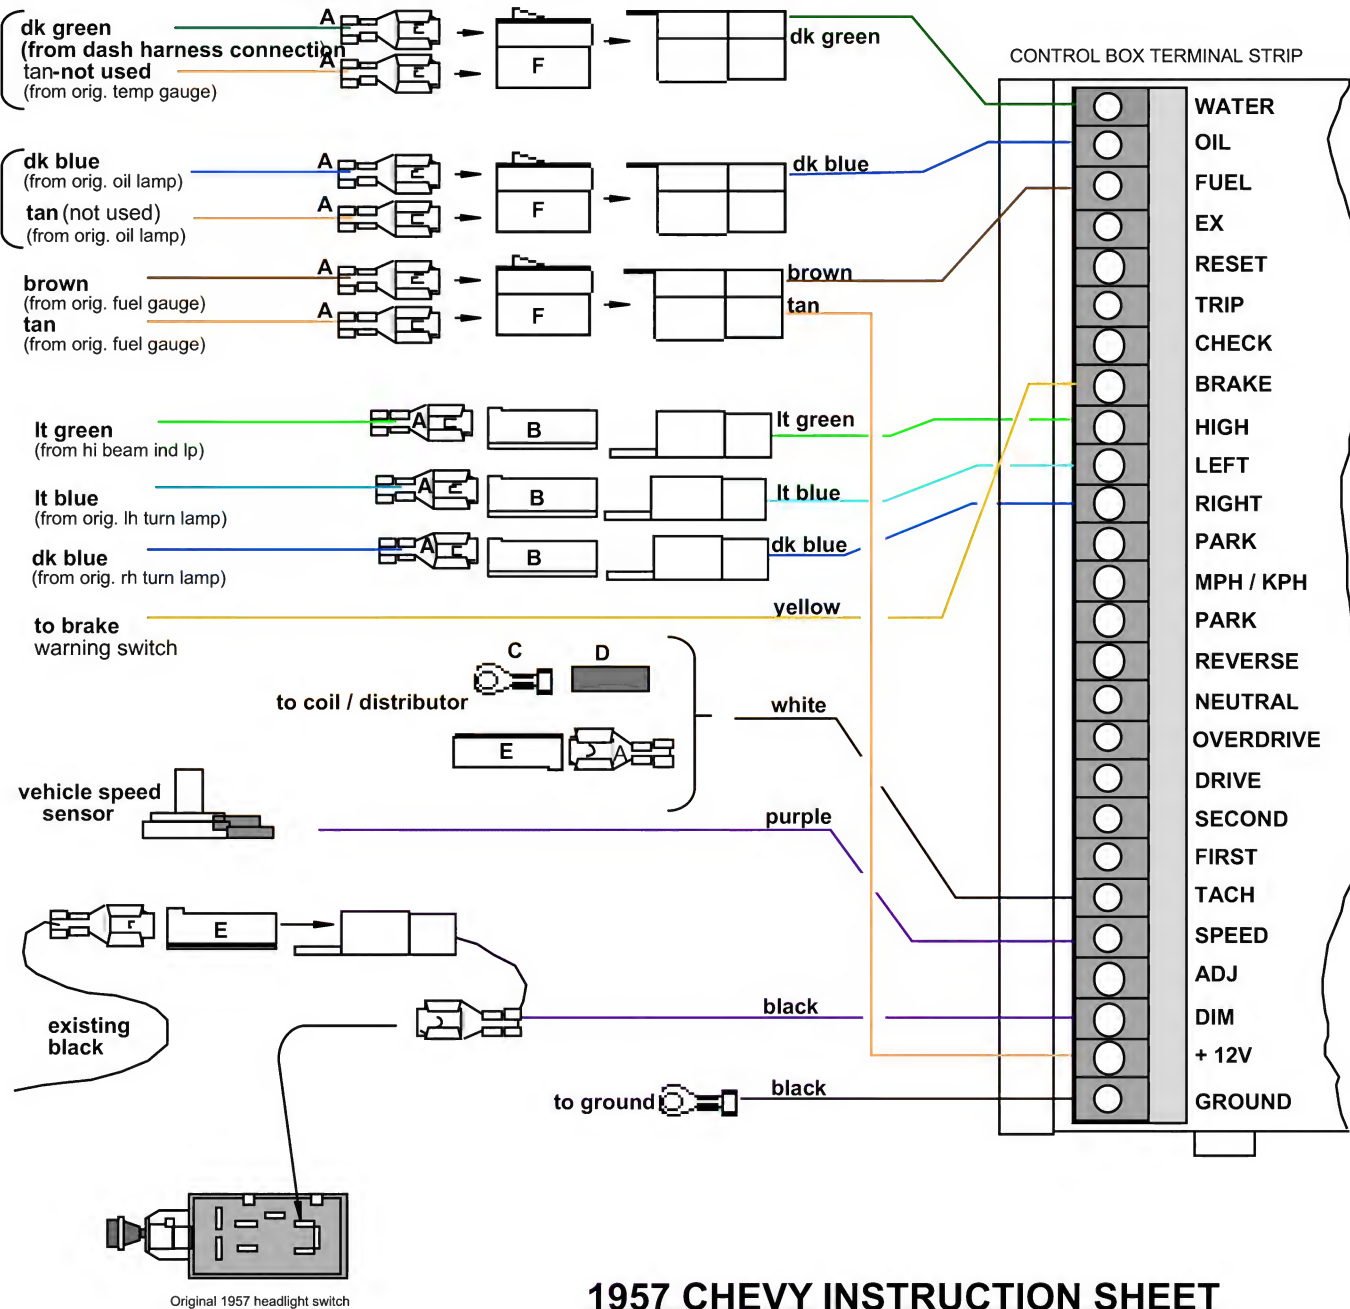 dk green
(from dash harness connection
tan-not used
(from orig. temp gauge)
A
A
E
E
F
dk green
CONTROL BOX TERMINAL STRIP
dk blue
(from orig. oil lamp)
tan (not used)
(from orig. oil lamp)
A
A
F
dk blue
brown
(from orig. fuel gauge)
tan
(from orig. fuel gauge)
A
A
F
brown
tan
lt green
(from hi beam ind lp)
A
B
lt green
lt blue
(from orig. lh turn lamp)
A
B
lt blue
dk blue
(from orig. rh turn lamp)
A
B
dk blue
to brake
warning switch
yellow
C
D
to coil / distributor
E
A
white
vehicle speed
sensor
purple
E
existing
black
black
to ground
black
WATER
OIL
FUEL
EX
RESET
TRIP
CHECK
BRAKE
HIGH
LEFT
RIGHT
PARK
MPH / KPH
PARK
REVERSE
NEUTRAL
OVERDRIVE
DRIVE
SECOND
FIRST
TACH
SPEED
ADJ
DIM
+ 12V
GROUND
Original 1957 headlight switch
1957 CHEVY INSTRUCTION SHEET